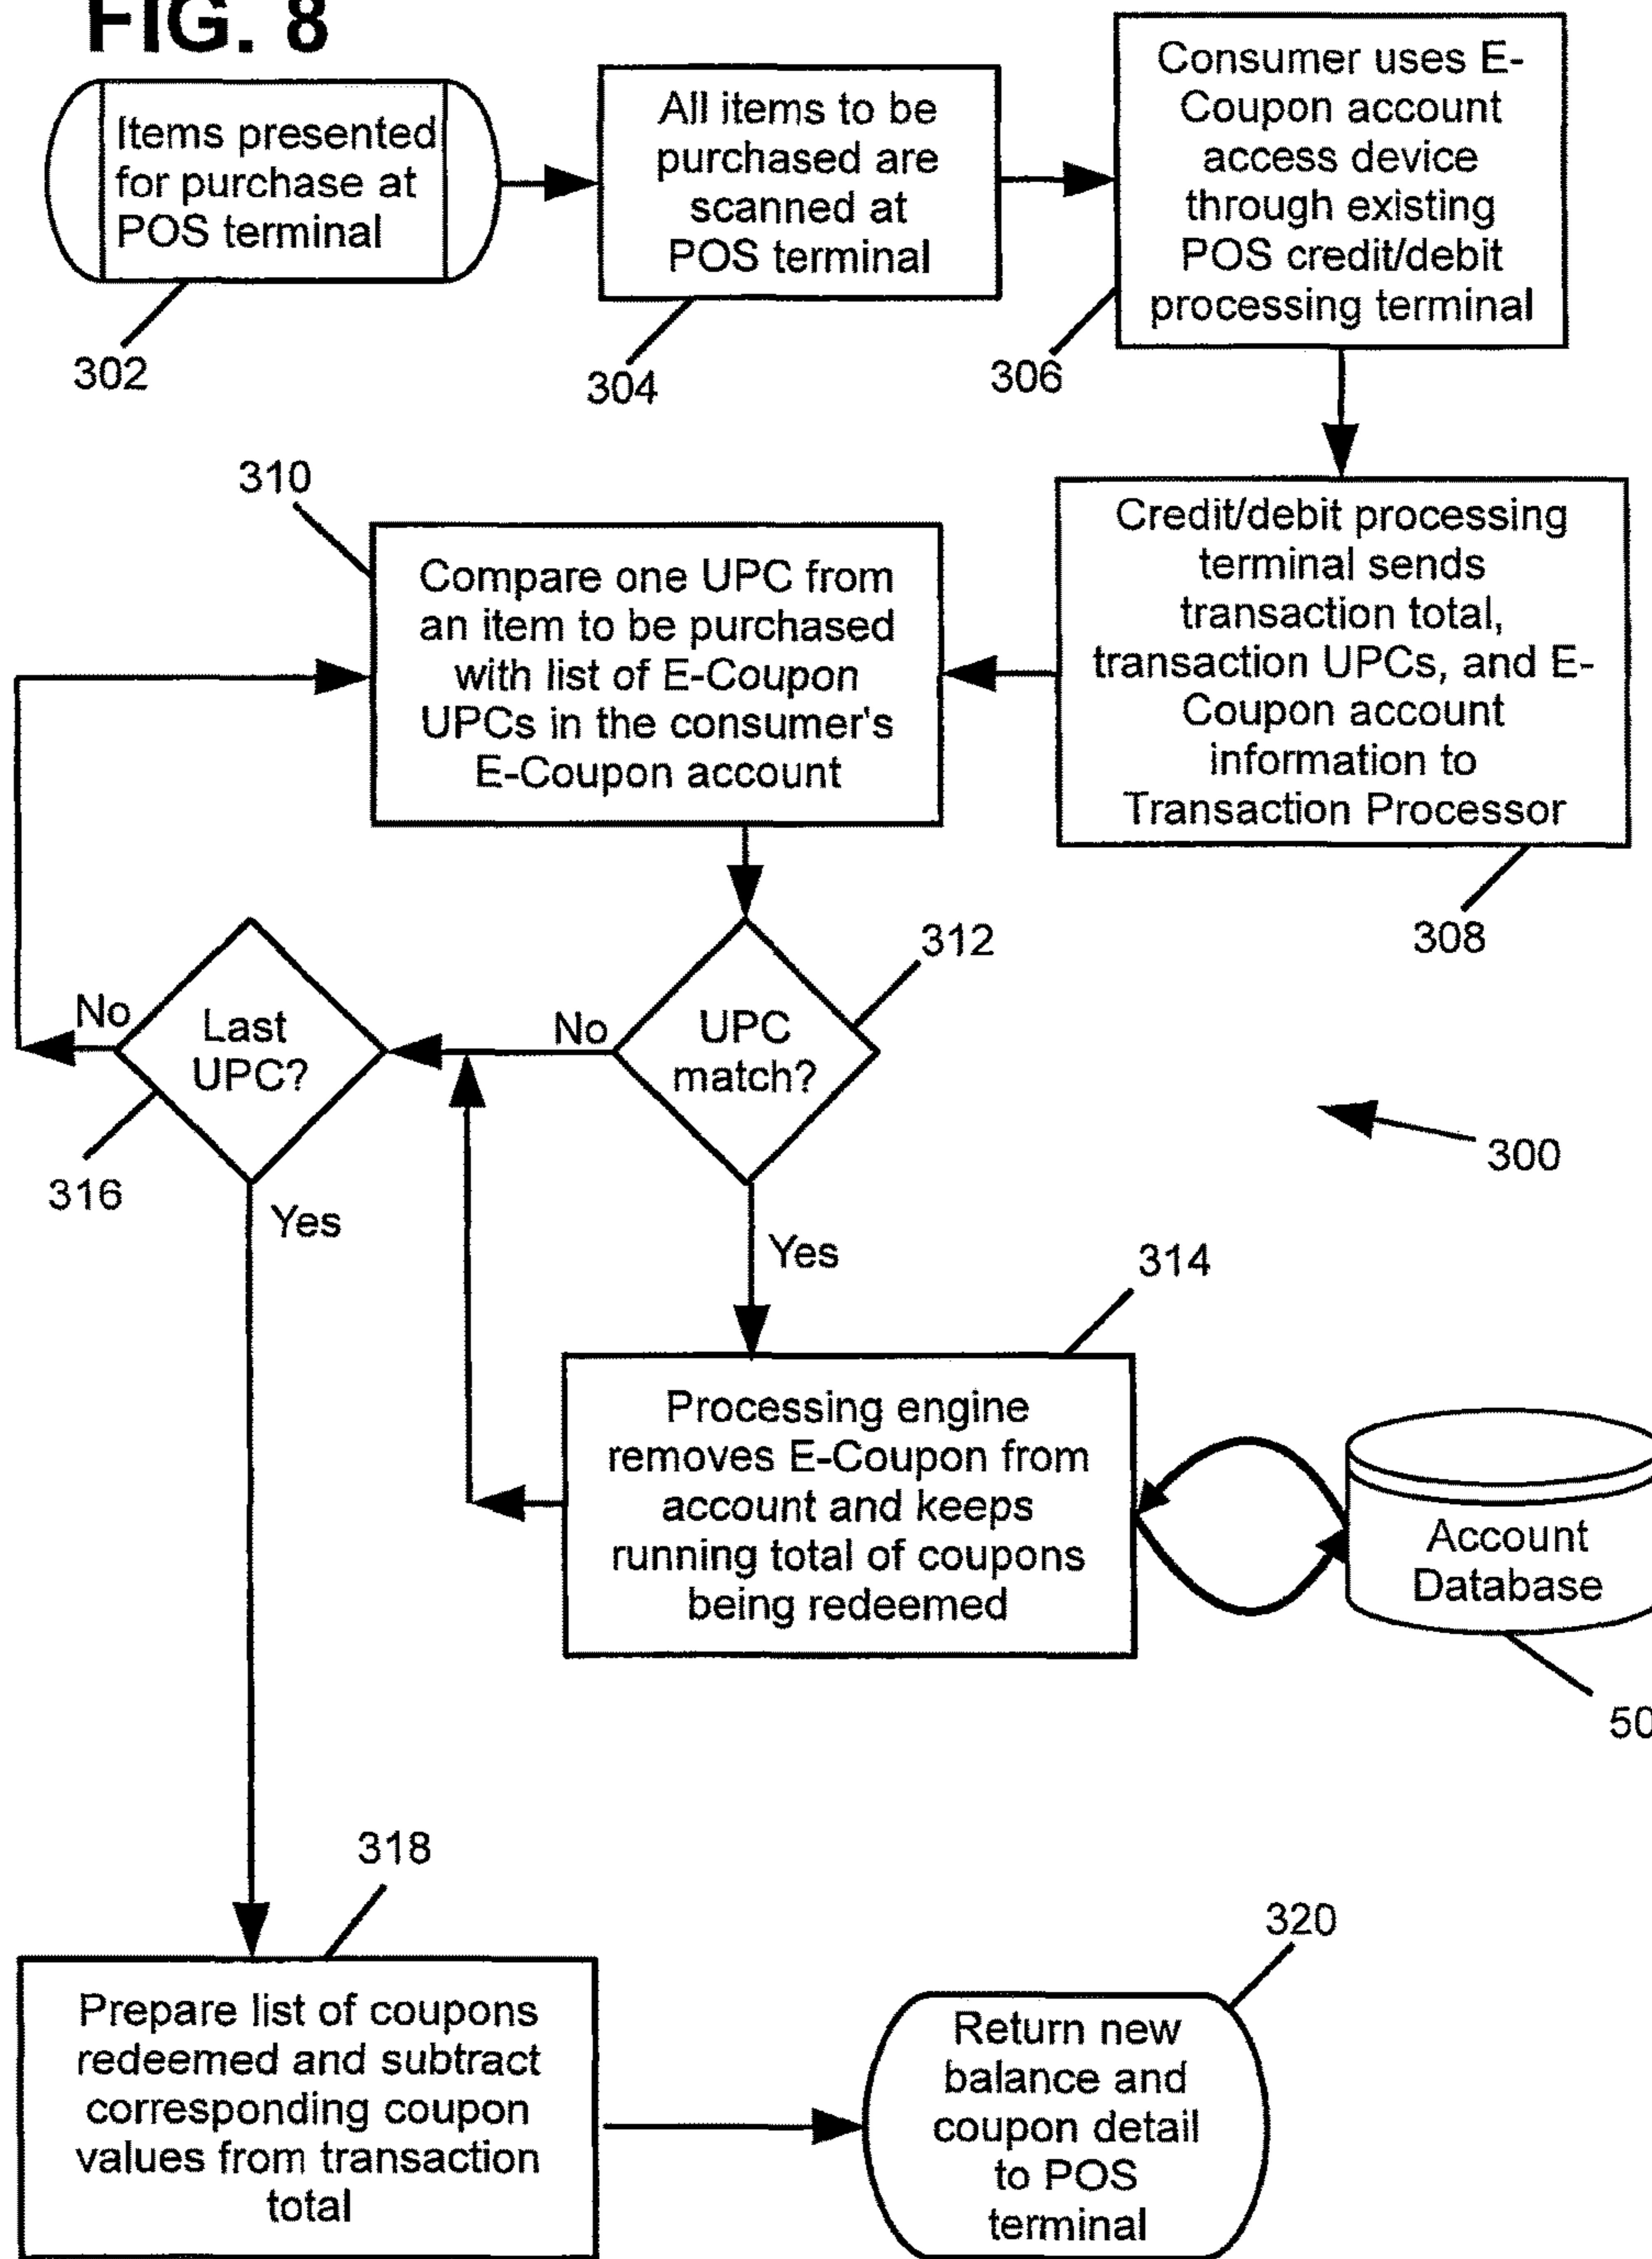 FIG. 8
Items presented
for purchase at
POS terminal
302
All items to be
purchased are
scanned at
POS terminal
304
Consumer uses E-
Coupon account
access device
through existing
POS credit/debit
processing terminal
306
Credit/debit processing
terminal sends
transaction total,
transaction UPCs, and E-
Coupon account
information to
Transaction Processor
308
310
Compare one UPC from
an item to be purchased
with list of E-Coupon
UPCs in the consumer's
E-Coupon account
312
UPC
match?
No
Yes
Last
UPC?
No
316
Yes
300
314
Processing engine
removes E-Coupon from
account and keeps
running total of coupons
being redeemed
Account
Database
50
318
Prepare list of coupons
redeemed and subtract
corresponding coupon
values from transaction
total
320
Return new
balance and
coupon detail
to POS
terminal